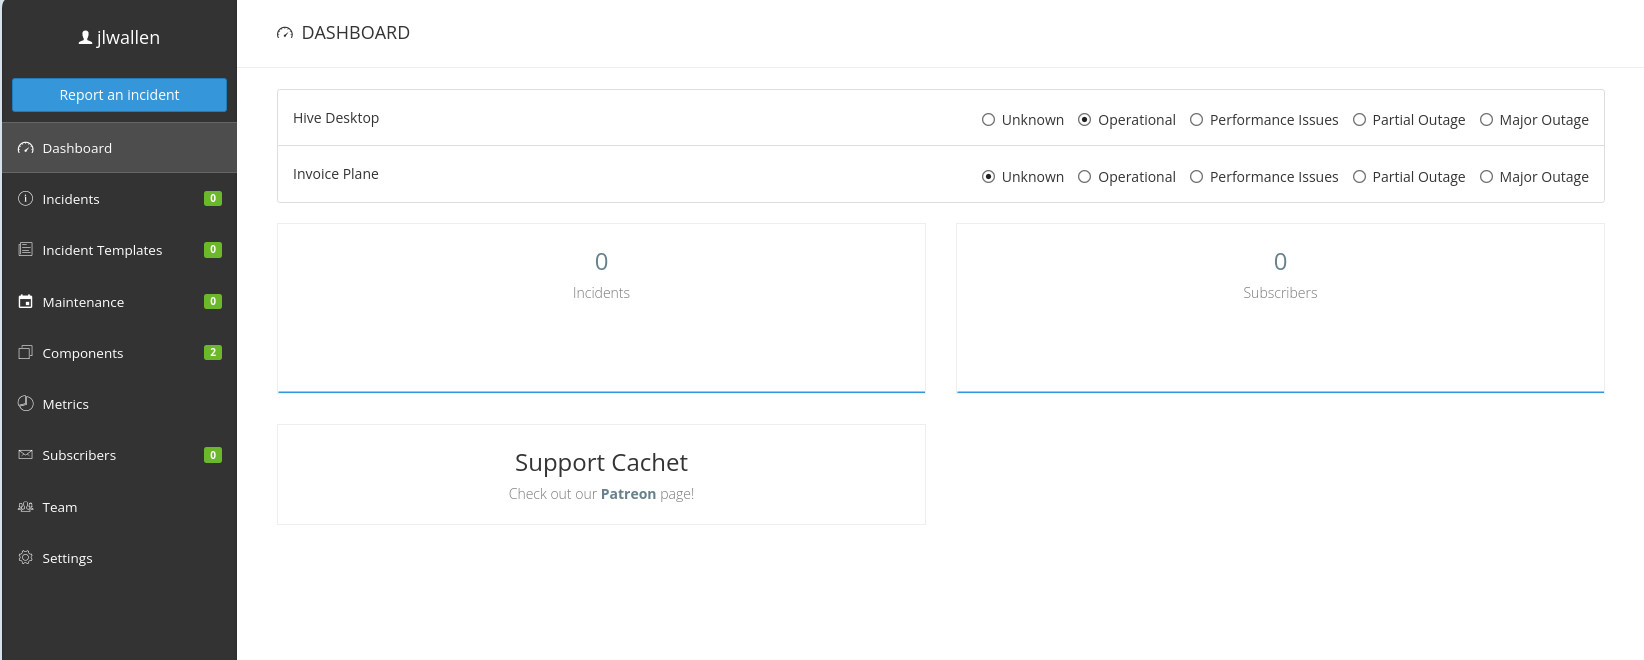 jlwallen
Report an incident
Dashboard
Incidents 0
Incident Templates 0
Maintenance 0
Components 2
Metrics
Subscribers 0
Team
Settings
DASHBOARD
Hive Desktop Unknown Operational Performance Issues Partial Outage Major Outage
Invoice Plane Unknown Operational Performance Issues Partial Outage Major Outage
0
Incidents
0
Subscribers
Support Cachet
Check out our Patreon page!